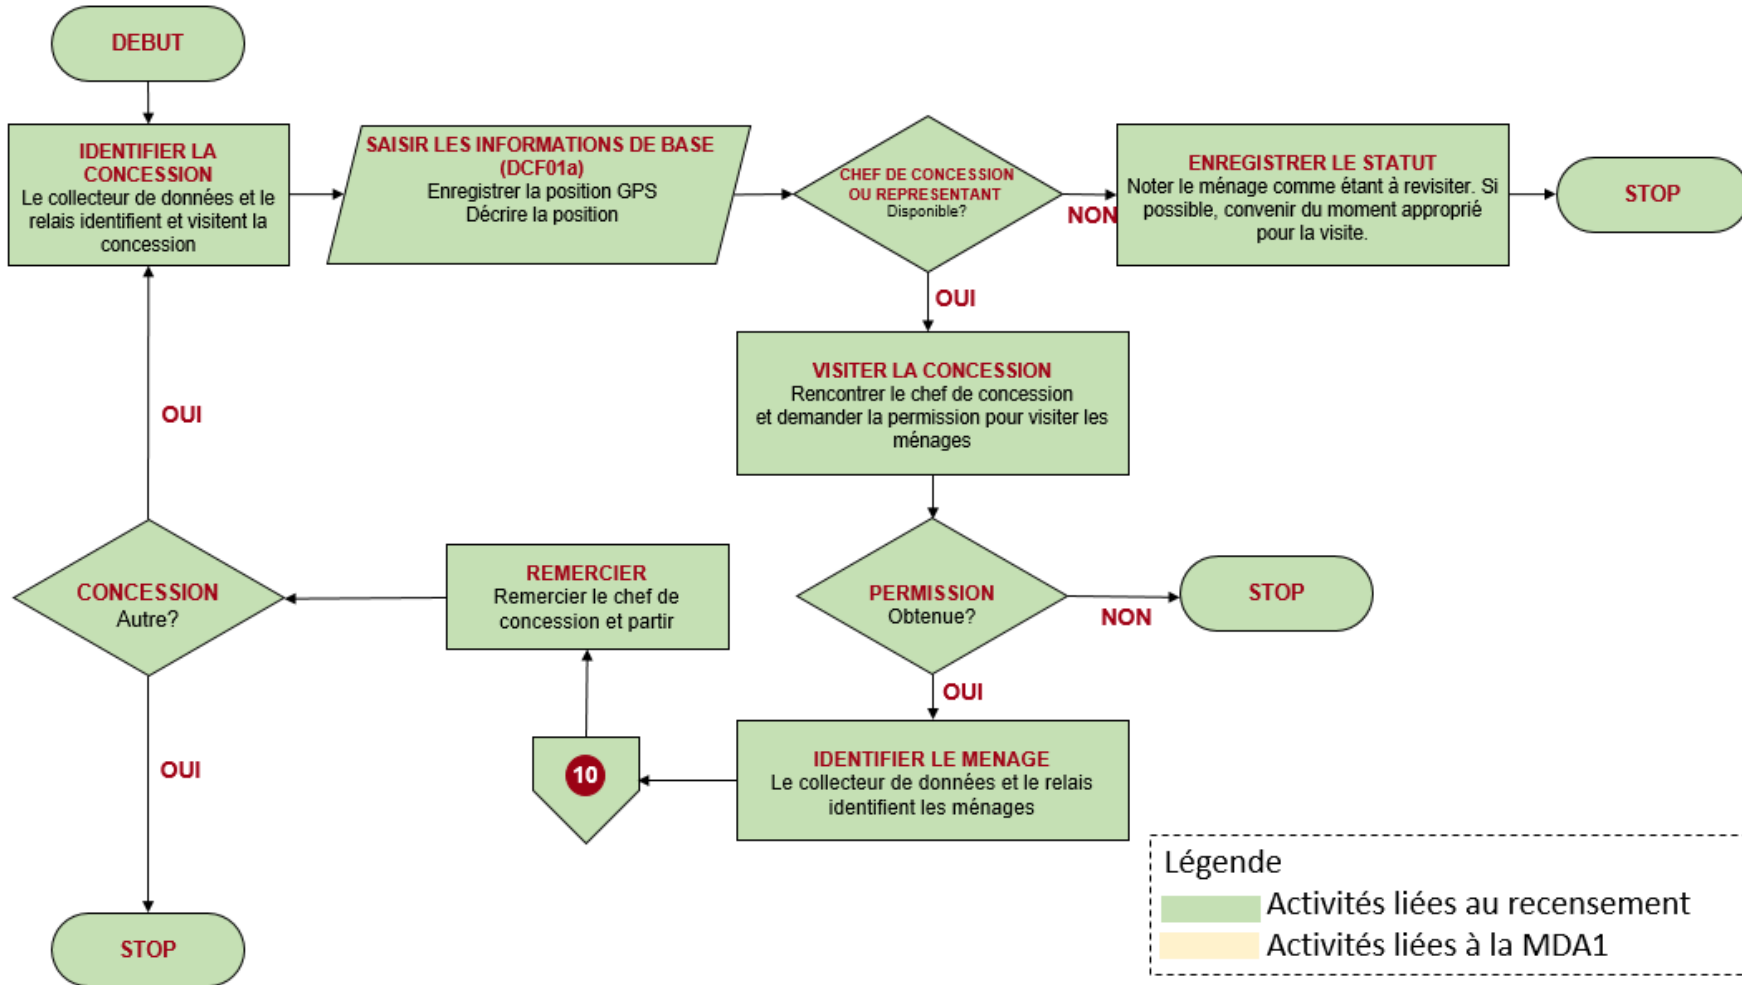 DEBUT
IDENTIFIER LA
CONCESSION
Le collecteur de données et le
relais identifient et visitent la
concession
SAISIR LES INFORMATIONS DE BASE
(DCF01a)
Enregistrer la position GPS
Décrire la position
CHEF DE CONCESSION
OU REPRESENTANT
Disponible?
NON
ENREGISTRER LE STATUT
Noter le ménage comme étant à revisiter. Si
possible, convenir du moment approprié
pour la visite.
STOP
OUI
VISITER LA CONCESSION
Rencontrer le chef de concession
et demander la permission pour visiter les
ménages
PERMISSION
Obtenue?
NON
STOP
OUI
IDENTIFIER LE MENAGE
Le collecteur de données et le relais
identifient les ménages
10
REMERCIER
Remercier le chef de
concession et partir
CONCESSION
Autre?
OUI
OUI
STOP
Légende
Activités liées au recensement
Activités liées à la MDA1